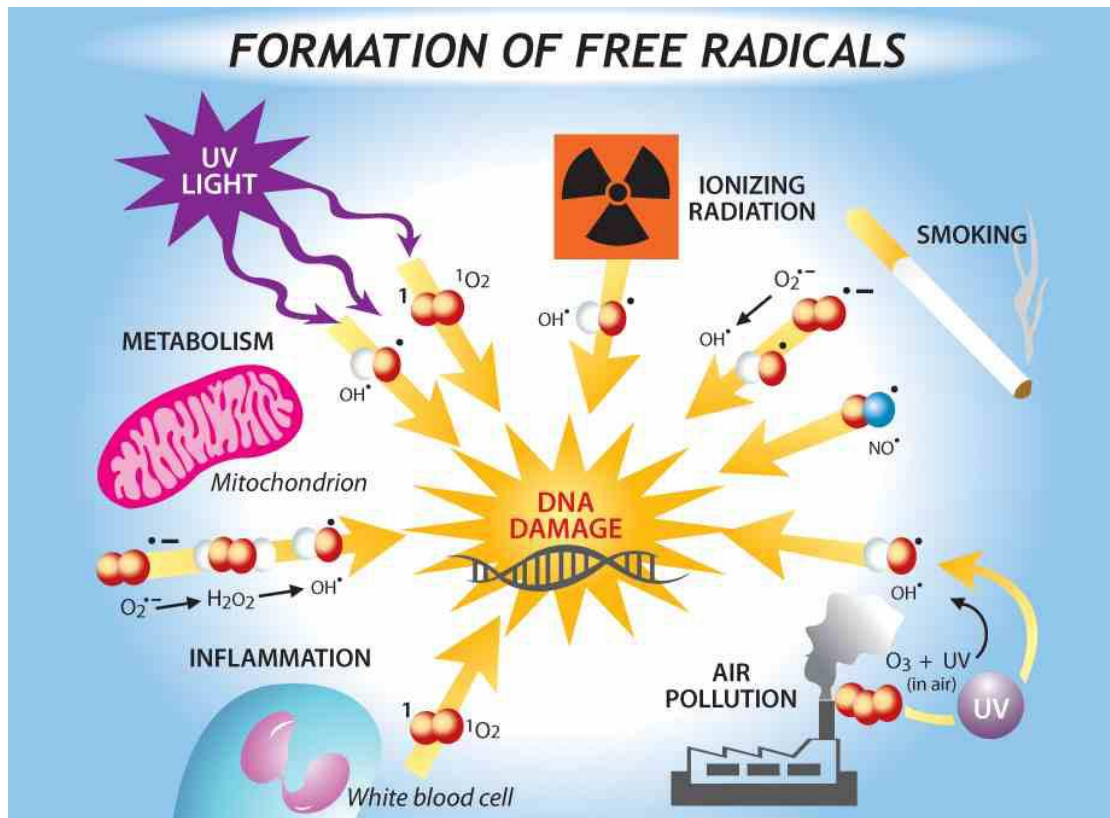 FORMATION OF FREE RADICALS
UV
LIGHT
IONIZING
RADIATION
SMOKING
1
¹O2
OH•
O2•−
•−
OH•
METABOLISM
OH•
NO•
Mitochondrion
DNA
DAMAGE
•−
O2•−
H2O2
OH•
OH•
INFLAMMATION
AIR
POLLUTION
O3 + UV
(in air)
UV
1
¹O2
White blood cell